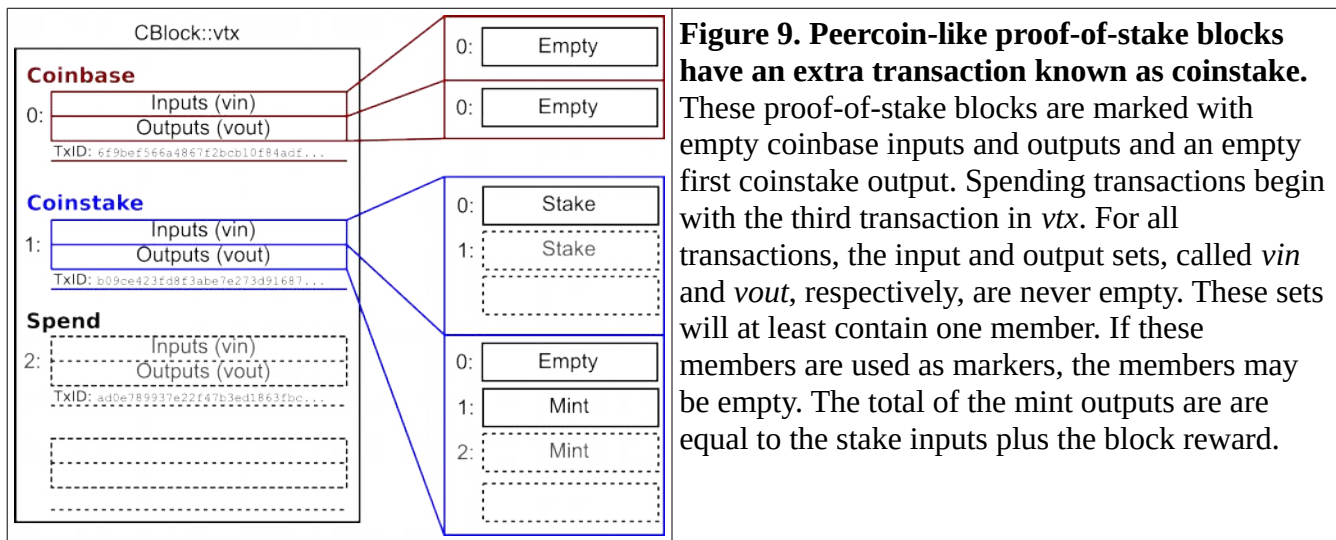 CBlock::vtx
Coinbase
0:
Inputs (vin)
Outputs (vout)
TxID: 6f9bef566a4867f2bcb10f84adf...
Coinstake
1:
Inputs (vin)
Outputs (vout)
TxID: b09ce423fd8f3abe7e273d91687...
Spend
2:
Inputs (vin)
Outputs (vout)
TxID: ad0e789937e22f47b3ed1863fbc...
0: Empty
0: Empty
0: Stake
1: Stake
0: Empty
1: Mint
2: Mint
Figure 9. Peercoin-like proof-of-stake blocks
have an extra transaction known as coinstake.
These proof-of-stake blocks are marked with
empty coinbase inputs and outputs and an empty
first coinstake output. Spending transactions begin
with the third transaction in vtx. For all
transactions, the input and output sets, called vin
and vout, respectively, are never empty. These sets
will at least contain one member. If these
members are used as markers, the members may
be empty. The total of the mint outputs are are
equal to the stake inputs plus the block reward.